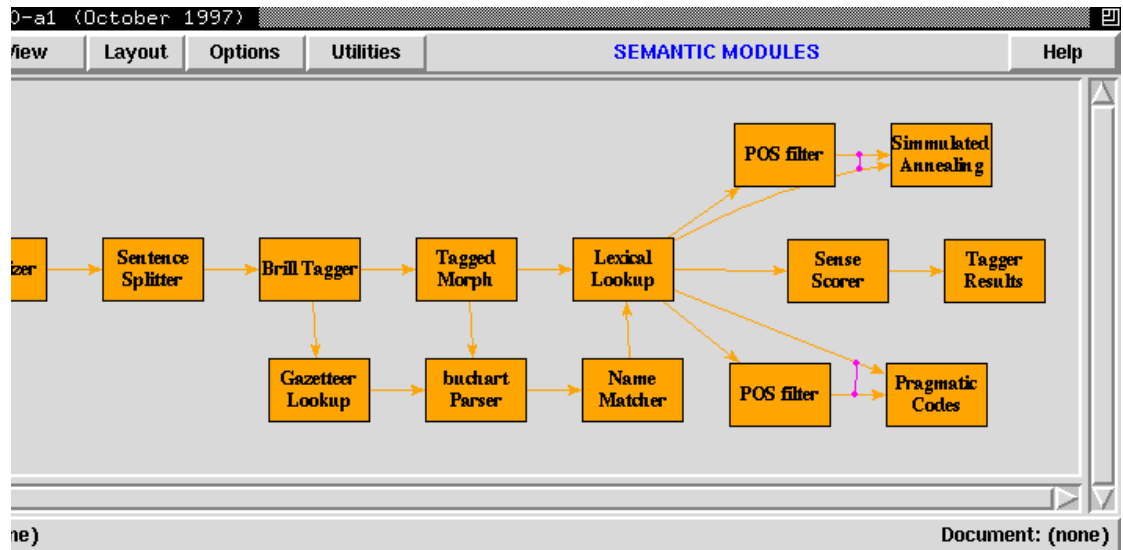 0-a1 (October 1997)
View Layout Options Utilities SEMANTIC MODULES Help
POS filter
Simmulated
Annealing
izer
Sentence
Splitter
Brill Tagger
Tagged
Morph
Lexical
Lookup
Sense
Scorer
Tagger
Results
Gazetteer
Lookup
buchart
Parser
Name
Matcher
POS filter
Pragmatic
Codes
ne) Document: (none)